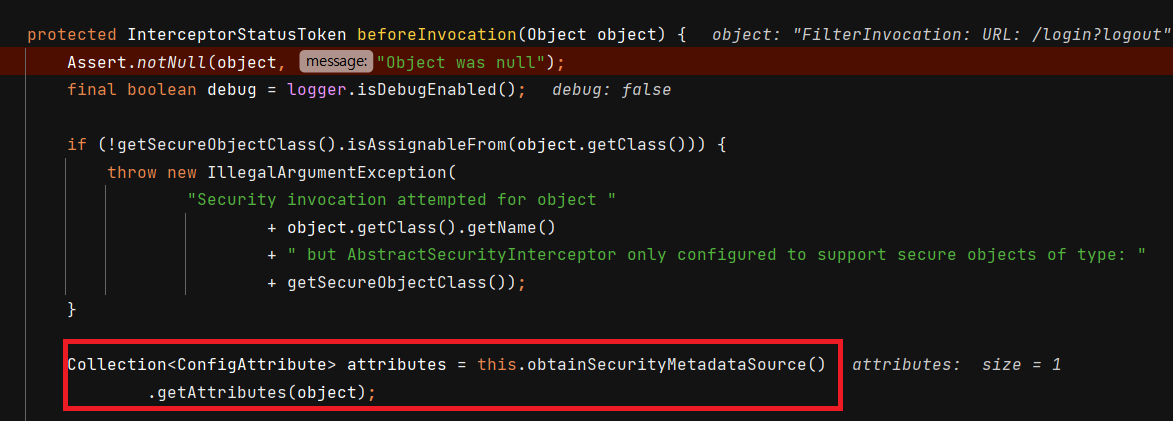 protected InterceptorStatusToken beforeInvocation(Object object) { object: "FilterInvocation: URL: /login?logout"
Assert.notNull(object, message: "Object was null");
final boolean debug = logger.isDebugEnabled(); debug: false
if (!getSecureObjectClass().isAssignableFrom(object.getClass())) {
throw new IllegalArgumentException(
"Security invocation attempted for object "
+ object.getClass().getName()
+ " but AbstractSecurityInterceptor only configured to support secure objects of type: "
+ getSecureObjectClass());
}
Collection<ConfigAttribute> attributes = this.obtainSecurityMetadataSource() attributes: size = 1
.getAttributes(object);